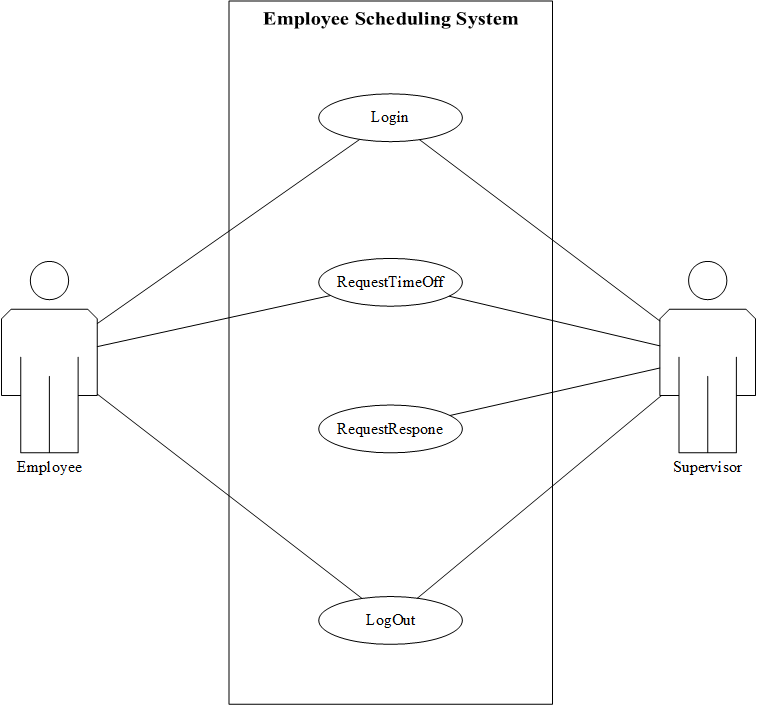 Employee Scheduling System
Login
RequestTimeOff
RequestRespone
Employee
Supervisor
LogOut